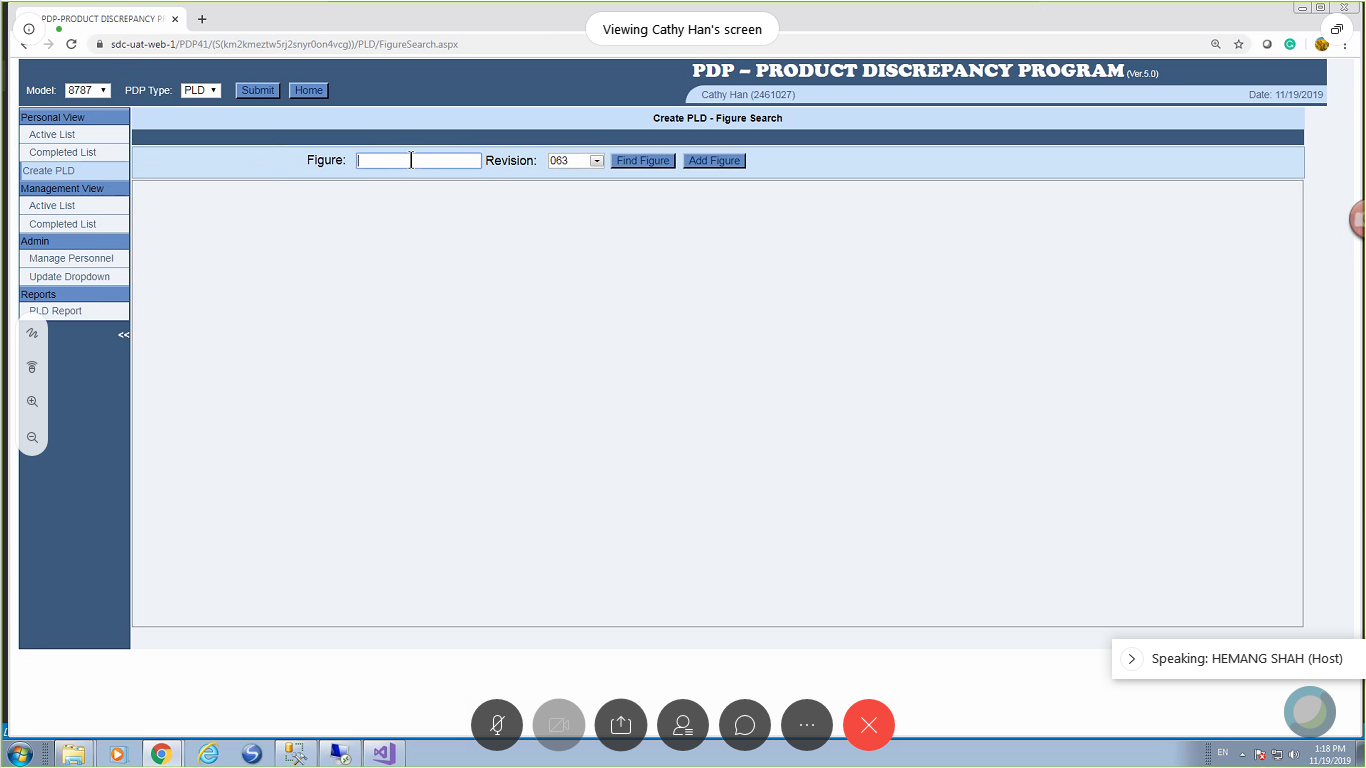 PDP-PRODUCT DISCREPANCY P
Viewing Cathy Han's screen
sdc-uat-web-1/PDP41/(S(km2kmeztw5rj2snyr0on4vcg))/PLD/FigureSearch.aspx
PDP – PRODUCT DISCREPANCY PROGRAM (Ver.5.0)
Model: 8787 PDP Type: PLD Submit Home
Cathy Han (2461027) Date: 11/19/2019
Personal View
Create PLD - Figure Search
Active List
Completed List
Figure: Revision: 063 Find Figure Add Figure
Create PLD
Management View
Active List
Completed List
Admin
Manage Personnel
Update Dropdown
Reports
PLD Report
<<
Speaking: HEMANG SHAH (Host)
EN
1:18 PM
11/19/2019